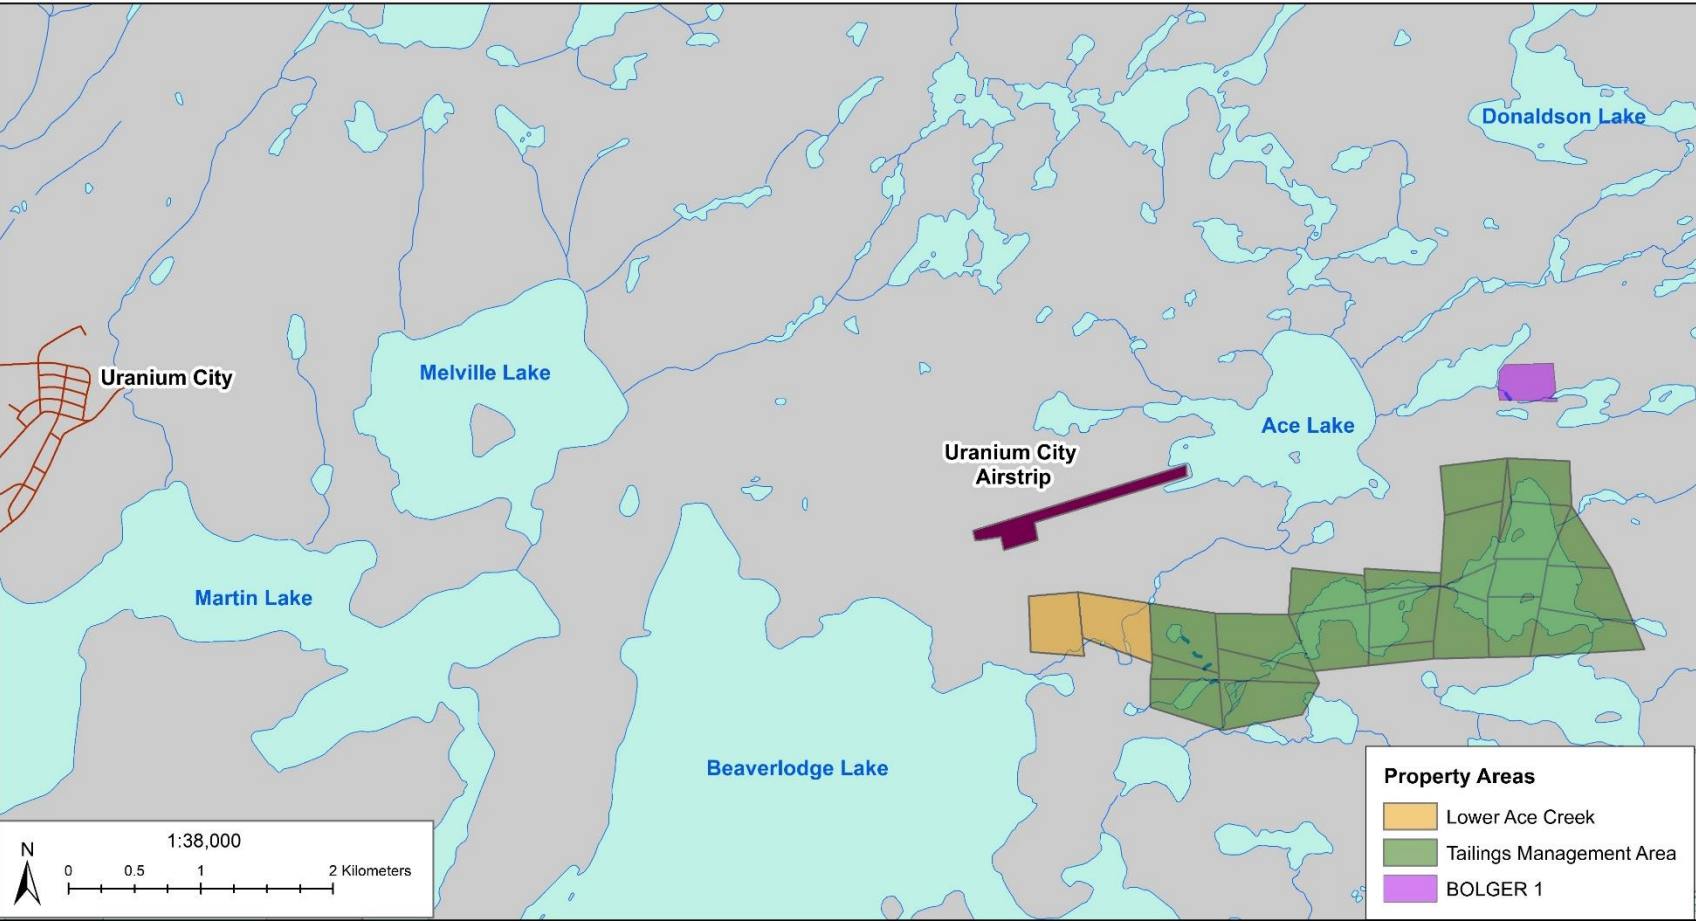 Donaldson Lake
Uranium City
Melville Lake
Ace Lake
Uranium City
Airstrip
Martin Lake
Beaverlodge Lake
Property Areas
Lower Ace Creek
Tailings Management Area
BOLGER 1
N
1:38,000
0 0.5 1 2 Kilometers